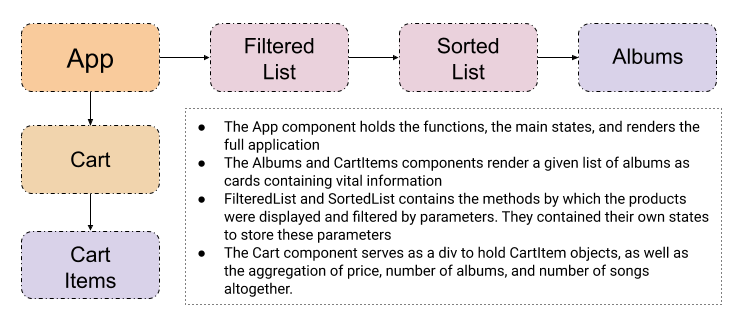 App
Filtered
List
Sorted
List
Albums
Cart
Cart
Items
● The App component holds the functions, the main states, and renders the
full application
● The Albums and CartItems components render a given list of albums as
cards containing vital information
● FilteredList and SortedList contains the methods by which the products
were displayed and filtered by parameters. They contained their own states
to store these parameters
● The Cart component serves as a div to hold CartItem objects, as well as
the aggregation of price, number of albums, and number of songs
altogether.